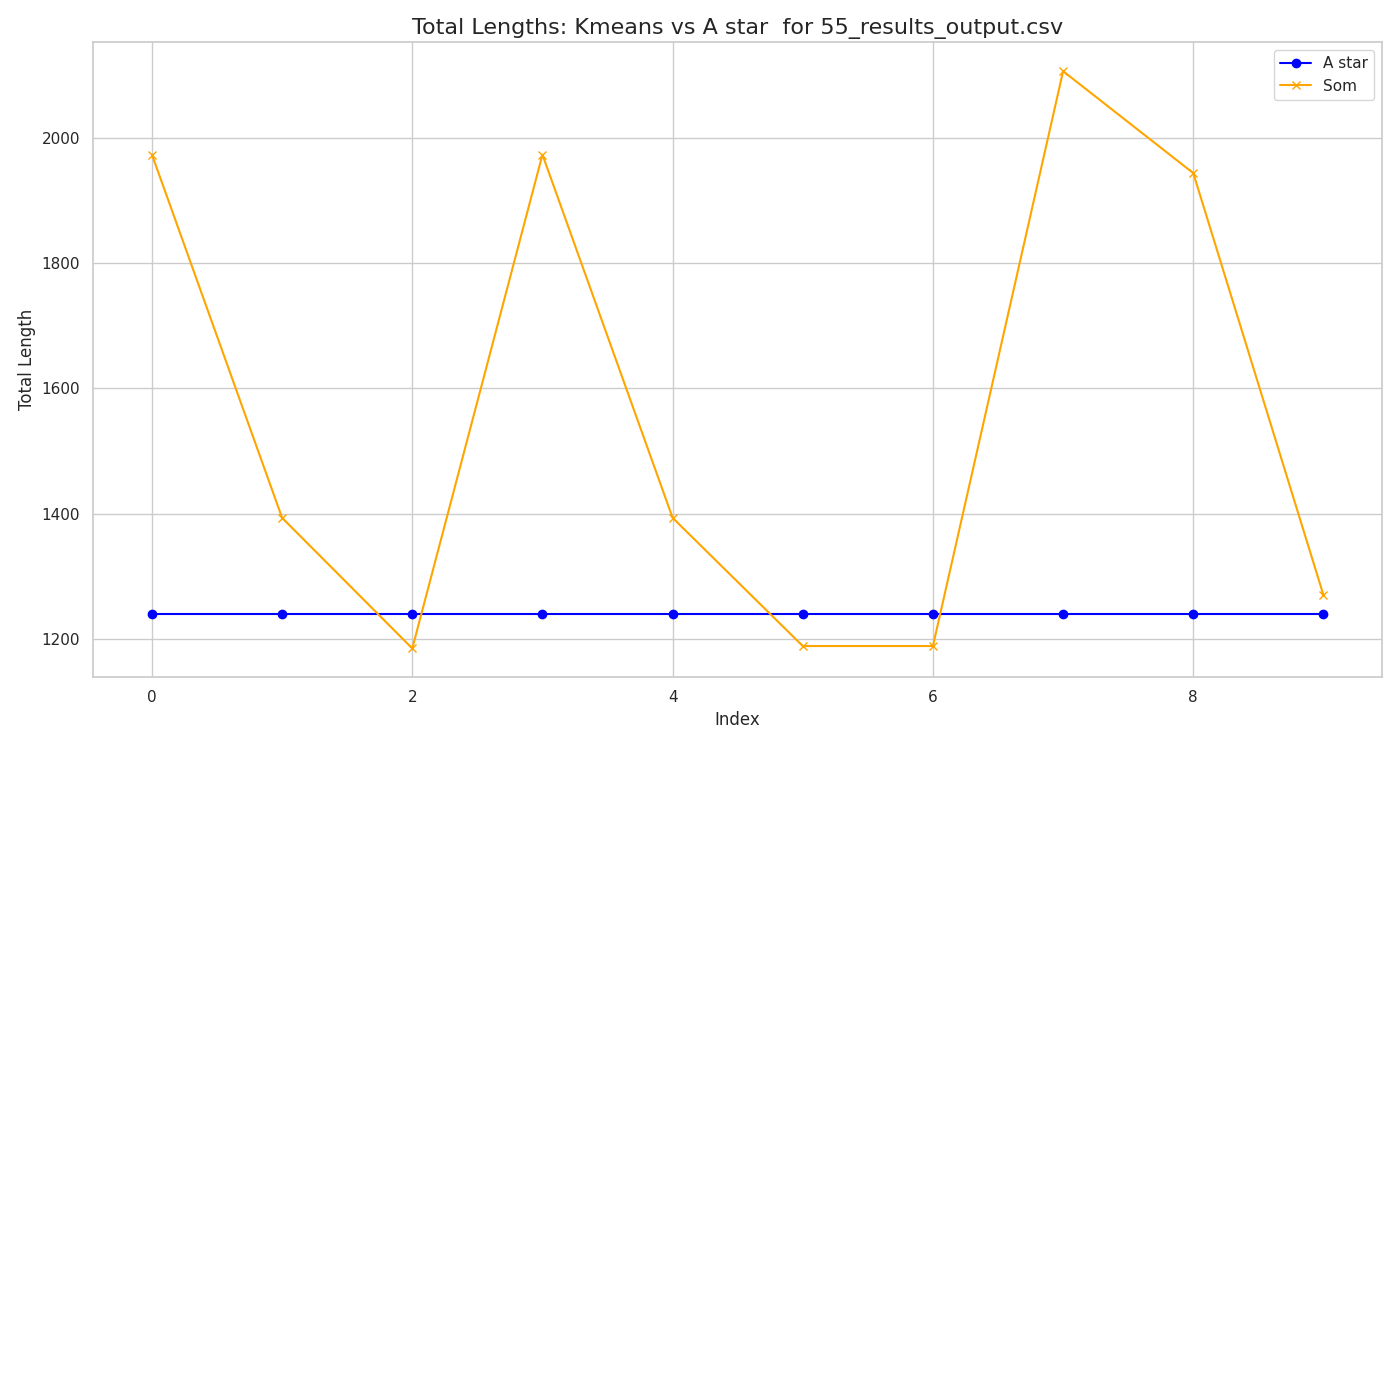 Total Lengths: Kmeans vs A star  for 55_results_output.csv
A star
Som
2000
1800
1600
1400
1200
Total Length
0 2 4 6 8
Index